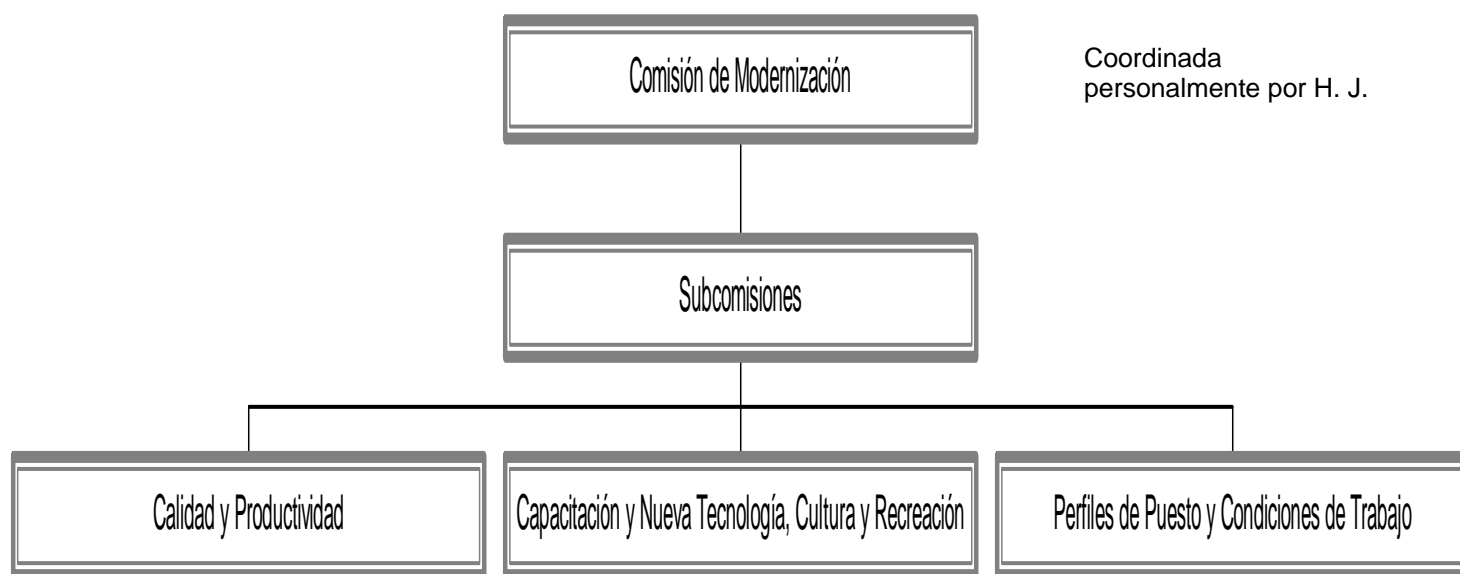 Comisión de Modernización
Coordinada
personalmente por H. J.
Subcomisiones
Calidad y Productividad
Capacitación y Nueva Tecnología, Cultura y Recreación
Perfiles de Puesto y Condiciones de Trabajo